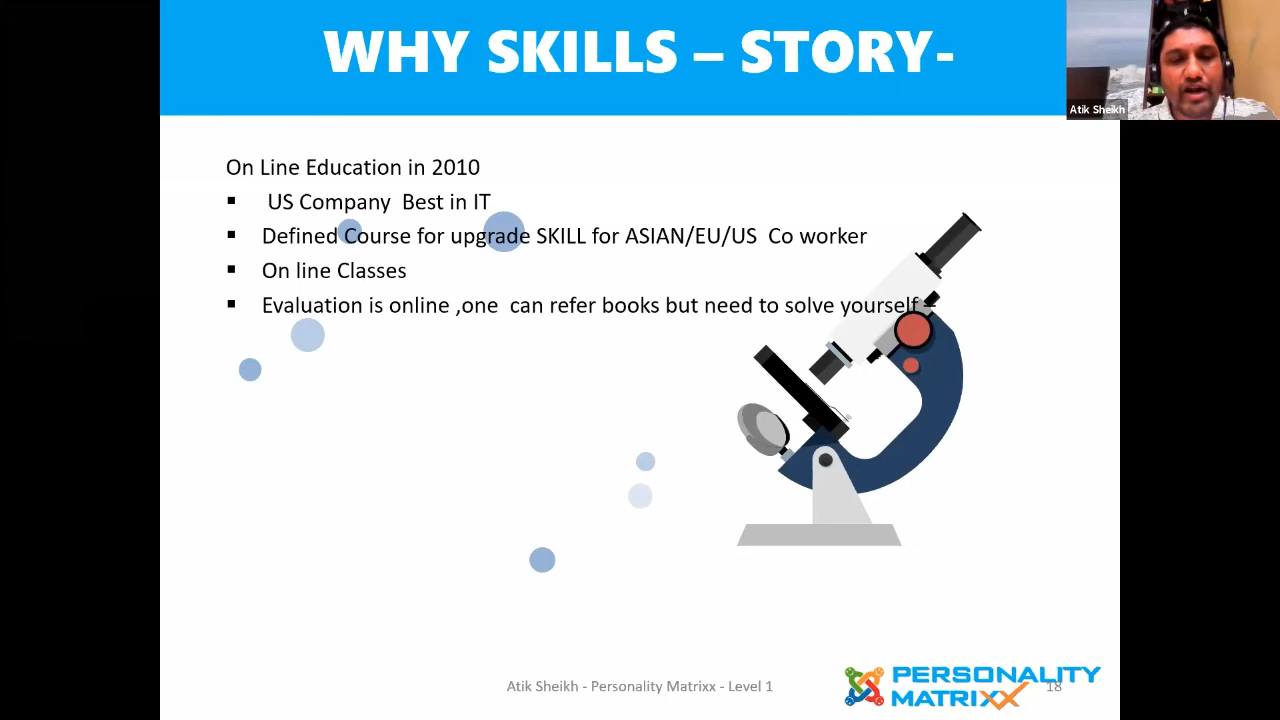 WHY SKILLS – STORY-
Atik Sheikh
On Line Education in 2010
▪ US Company Best in IT
▪ Defined Course for upgrade SKILL for ASIAN/EU/US Co worker
▪ On line Classes
▪ Evaluation is online ,one can refer books but need to solve yourself –
Atik Sheikh - Personality Matrixx - Level 1
PERSONALITY
MATRIXX
18